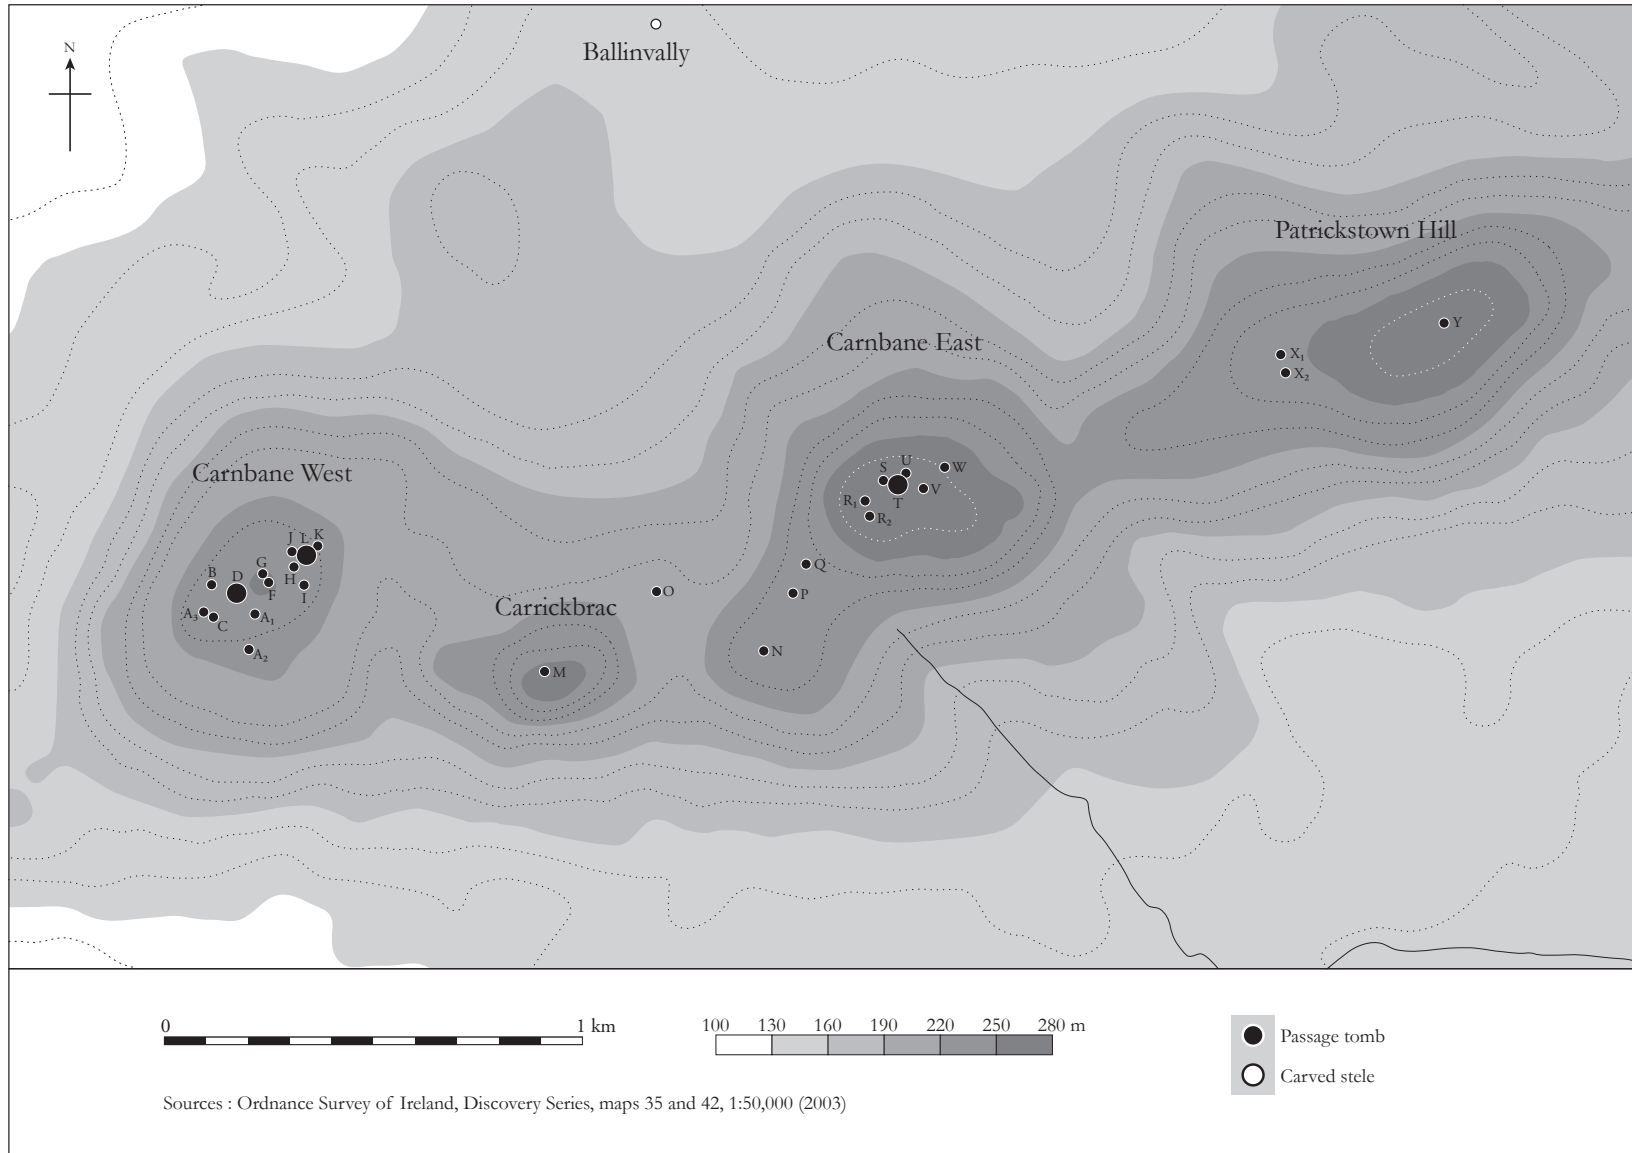 N
Ballinvally
Patrickstown Hill
Y
X₁
X₂
Carnbane East
U
S
W
V
R₁
T
R₂
Carnbane West
J L K
G
H
B D
F
I
A₃
C
A₁
A₂
Q
O
P
Carrickbrac
N
M
0 1 km
100 130 160 190 220 250 280 m
Passage tomb
Carved stele
Sources : Ordnance Survey of Ireland, Discovery Series, maps 35 and 42, 1:50,000 (2003)